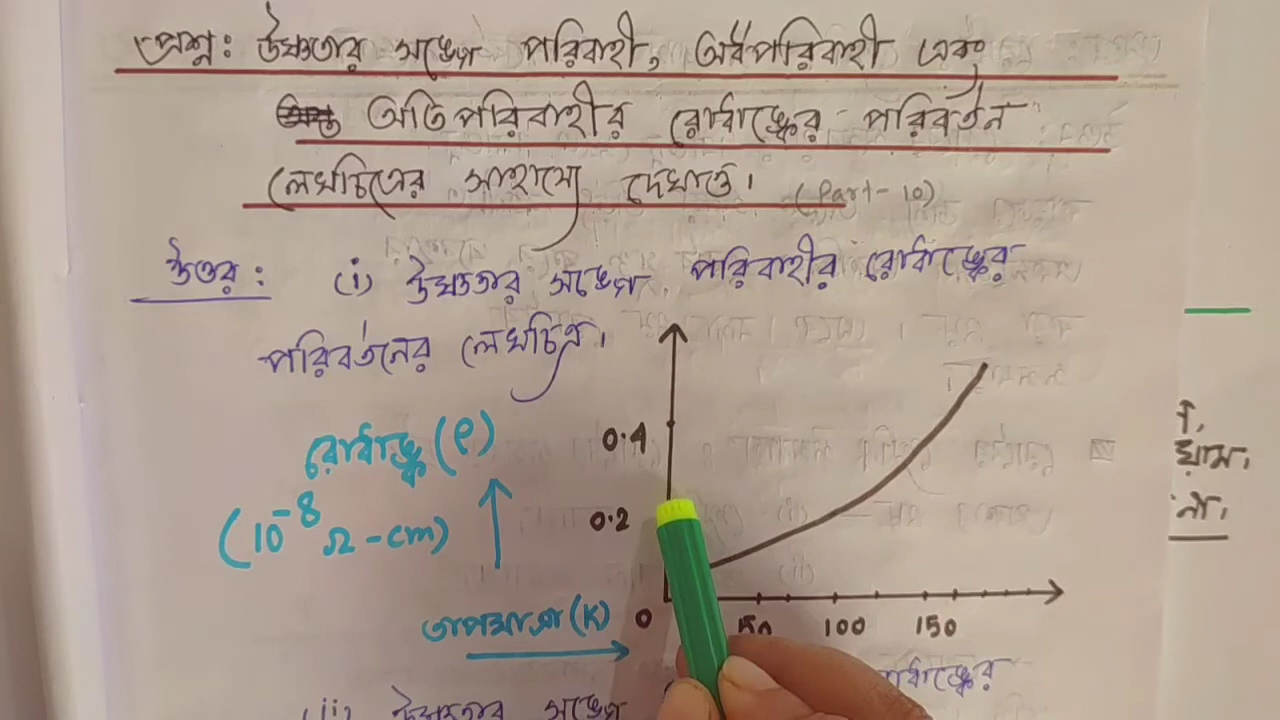 প্রশ্ন: উষ্ণতার সঙ্গে পরিবাহী, অর্ধপরিবাহী এবং
অতিপরিবাহীর রোধাঙ্কের পরিবর্তন
লেখচিত্রের সাহায্যে দেখাও। (Part-10)
উত্তর: (i) উষ্ণতার সঙ্গে পরিবাহীর রোধাঙ্কের
পরিবর্তনের লেখচিত্র।
রোধাঙ্ক (ρ)
(10⁻⁸ Ω-cm)
0.4
0.2
0
50 100 150
তাপমাত্রা (K)
(ii) উষ্ণতার সঙ্গে রোধাঙ্কের
না।